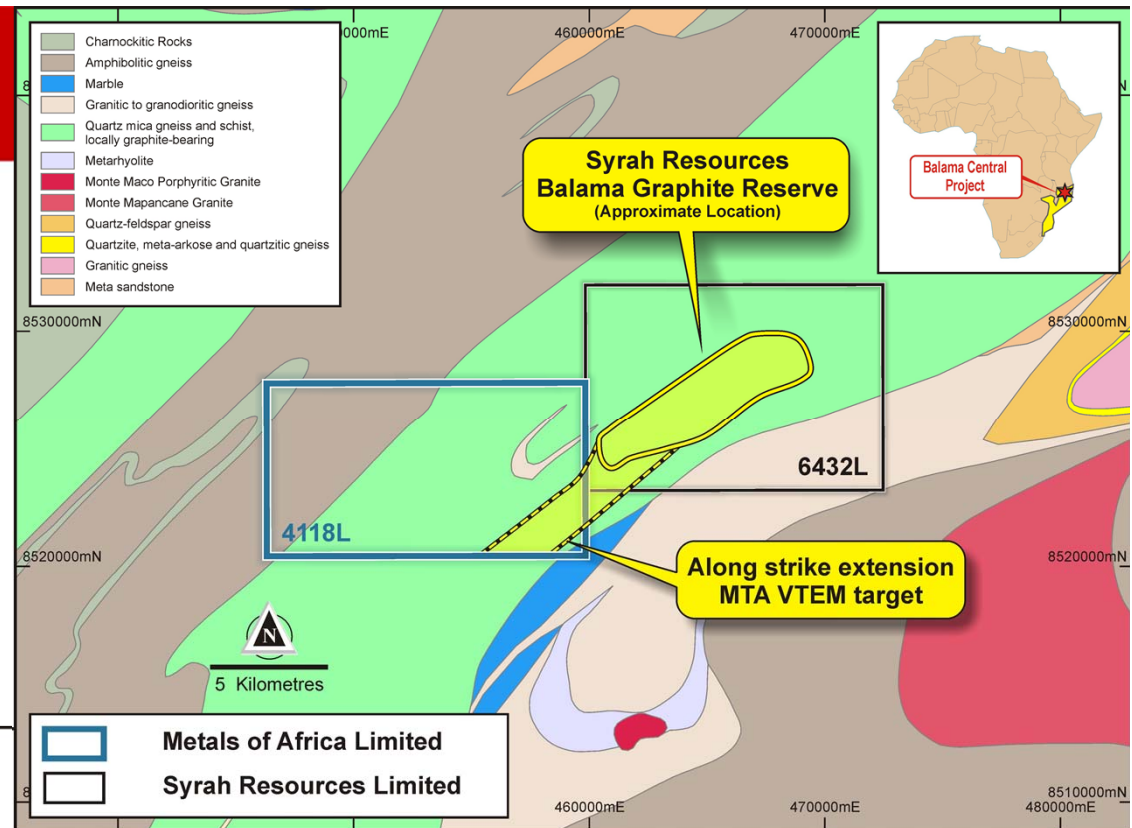 0000mE
460000mE
470000mE
Charnockitic Rocks
Amphibolitic gneiss
Marble
Granitic to granodioritic gneiss
Quartz mica gneiss and schist,
locally graphite-bearing
Metarhyolite
Monte Maco Porphyritic Granite
Monte Mapancane Granite
Quartz-feldspar gneiss
Quartzite, meta-arkose and quartzitic gneiss
Granitic gneiss
Meta sandstone
Balama Central
Project
Syrah Resources
Balama Graphite Reserve
(Approximate Location)
8530000mN
8530000mN
6432L
4118L
8520000mN
8520000mN
Along strike extension
MTA VTEM target
N
5 Kilometres
Metals of Africa Limited
Syrah Resources Limited
8510000mN
460000mE
470000mE
480000mE